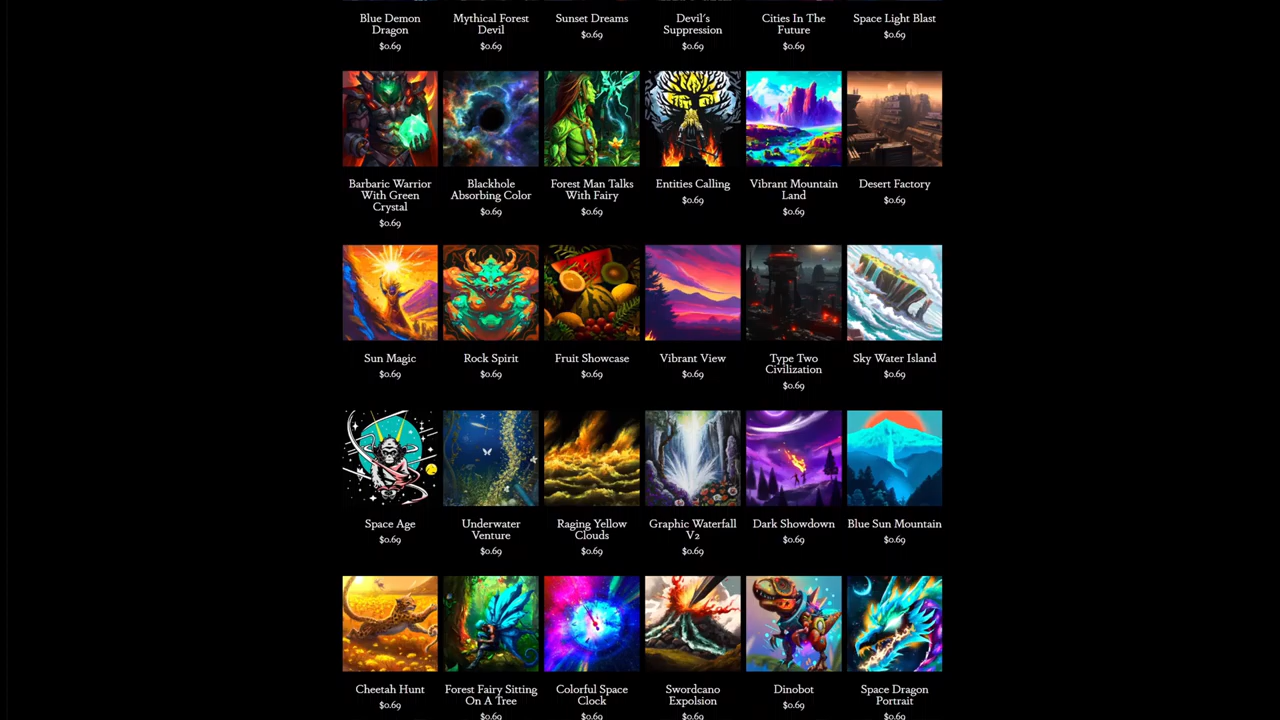 Blue Demon
Dragon
$0.69
Mythical Forest
Devil
$0.69
Sunset Dreams
$0.69
Devil's
Suppression
$0.69
Cities In The
Future
$0.69
Space Light Blast
$0.69
Barbaric Warrior
With Green
Crystal
$0.69
Blackhole
Absorbing Color
$0.69
Forest Man Talks
With Fairy
$0.69
Entities Calling
$0.69
Vibrant Mountain
Land
$0.69
Desert Factory
$0.69
Sun Magic
$0.69
Rock Spirit
$0.69
Fruit Showcase
$0.69
Vibrant View
$0.69
Type Two
Civilization
$0.69
Sky Water Island
$0.69
Space Age
$0.69
Underwater
Venture
$0.69
Raging Yellow
Clouds
$0.69
Graphic Waterfall
V2
$0.69
Dark Showdown
$0.69
Blue Sun Mountain
$0.69
Cheetah Hunt
$0.69
Forest Fairy Sitting
On A Tree
$0.69
Colorful Space
Clock
$0.69
Swordcano
Expolsion
$0.69
Dinobot
$0.69
Space Dragon
Portrait
$0.69